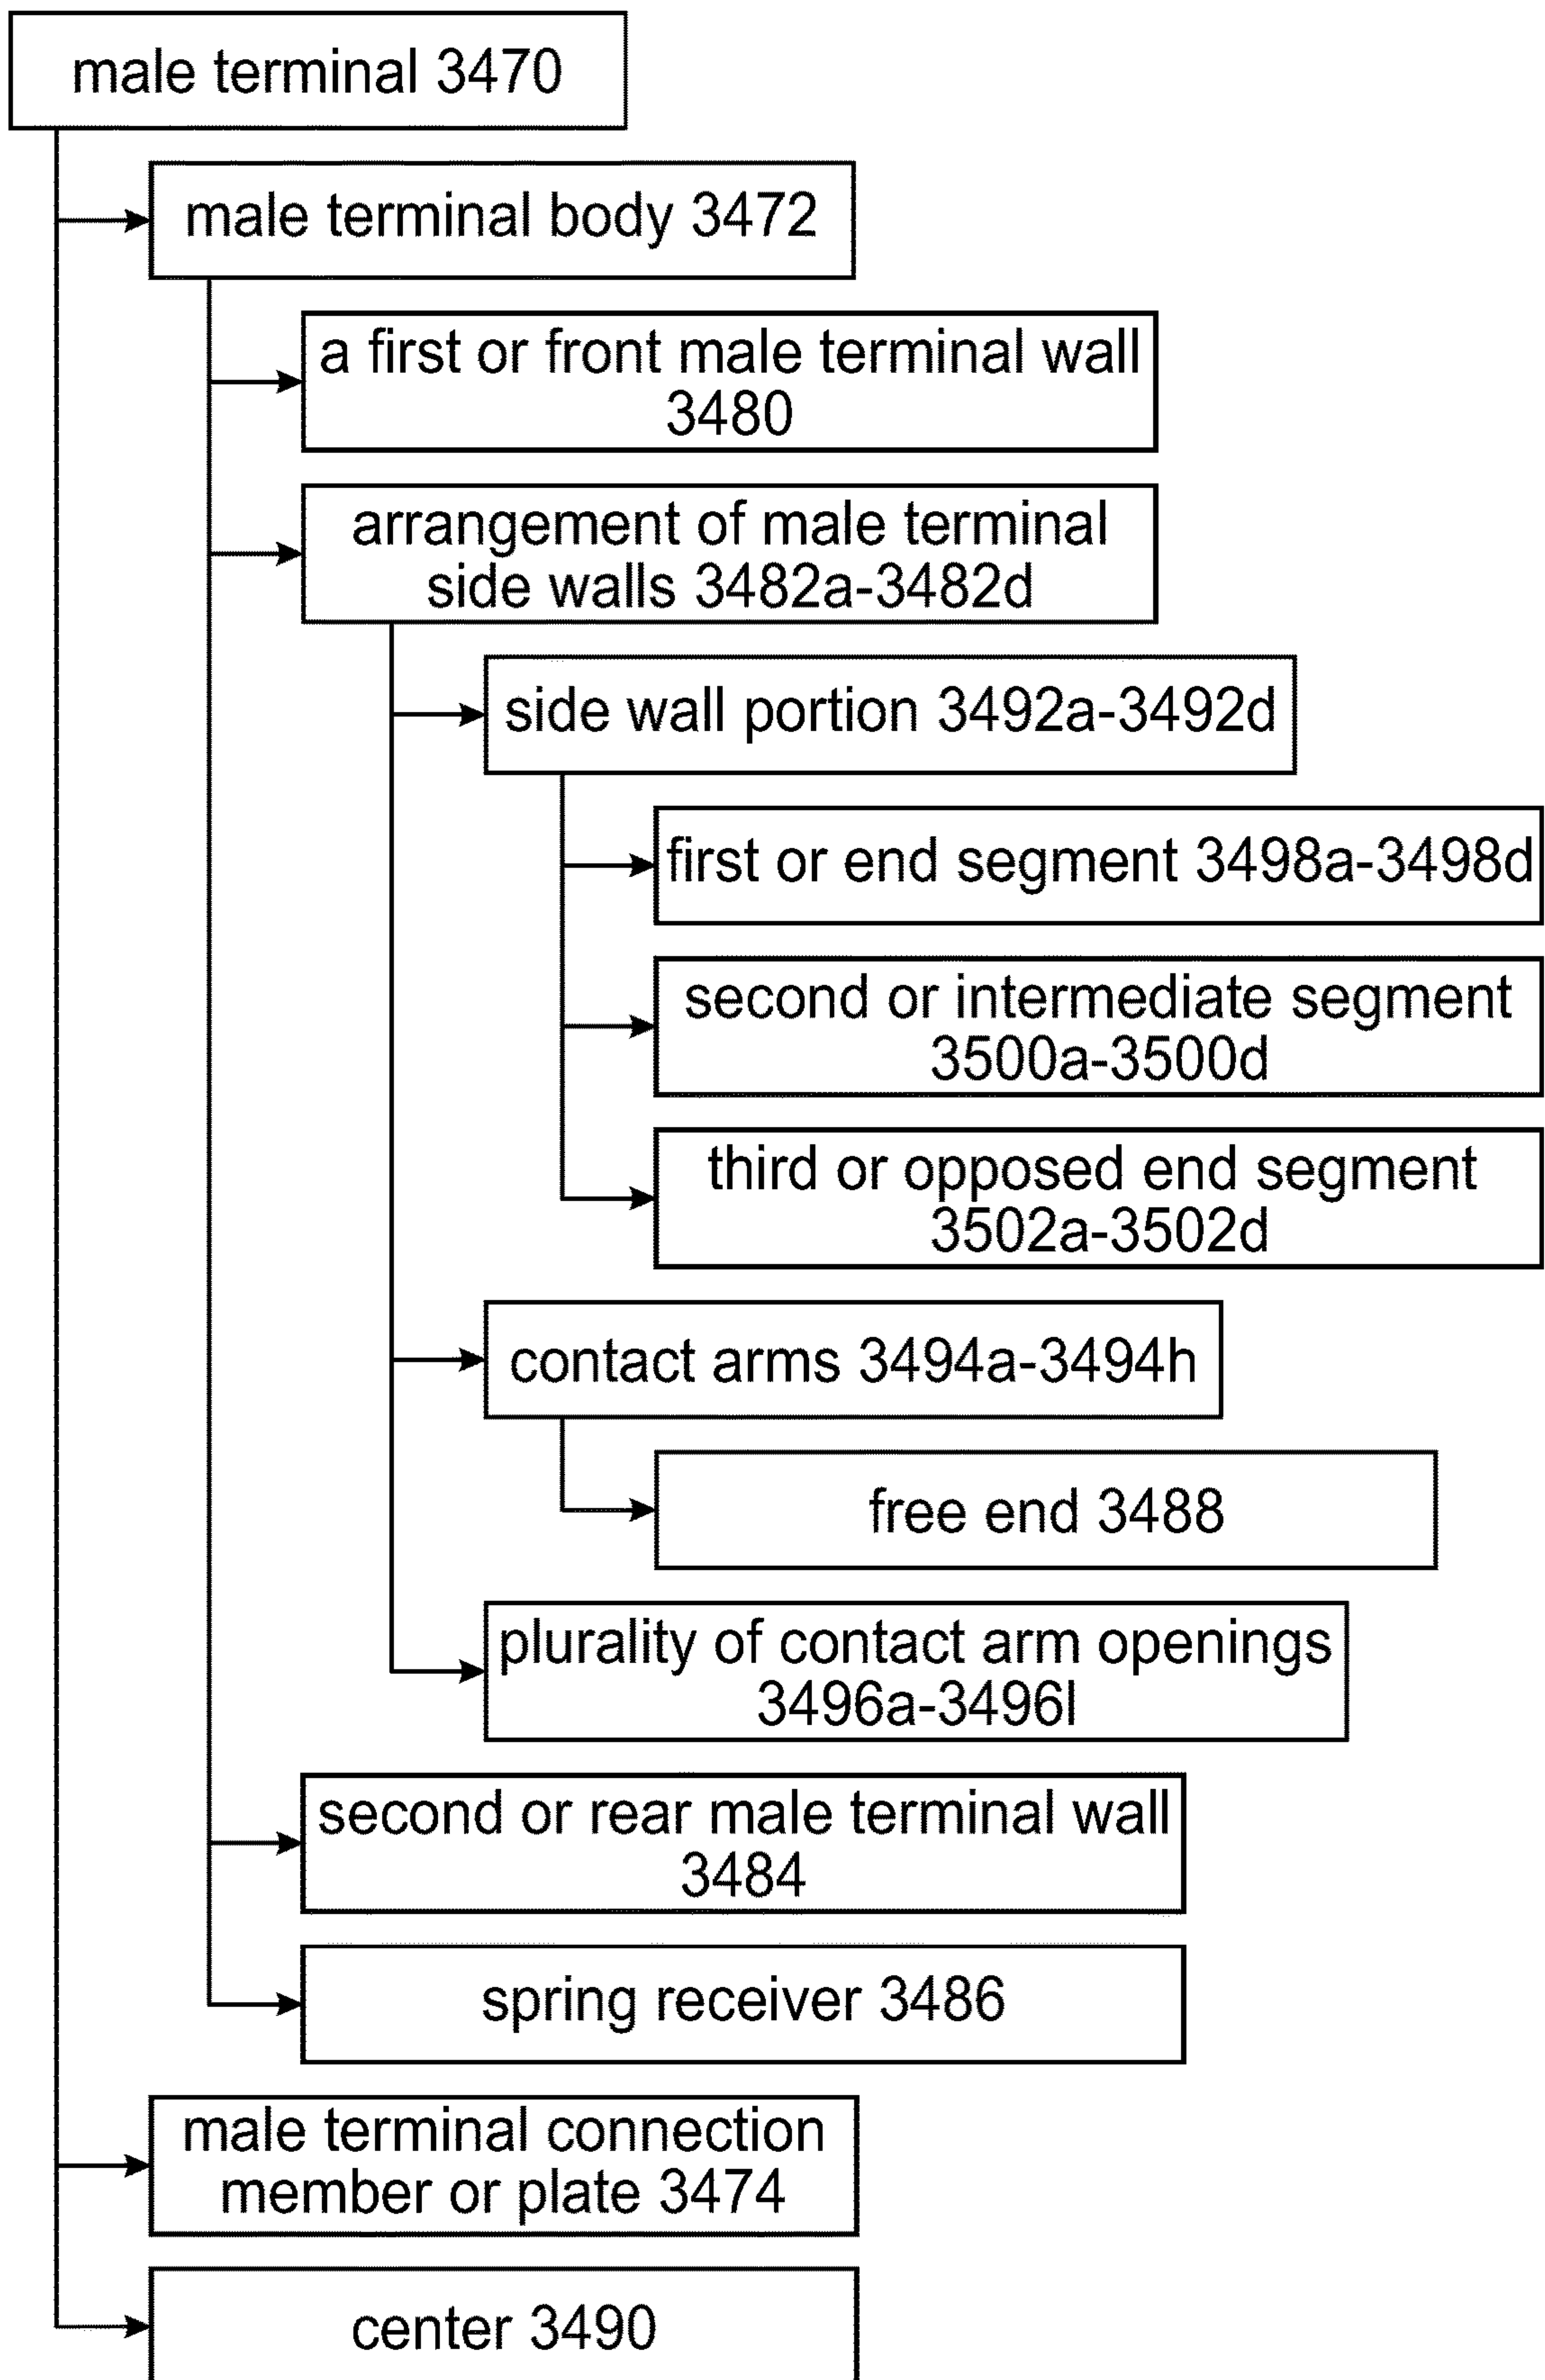 male terminal 3470
male terminal body 3472
a first or front male terminal wall
3480
arrangement of male terminal
side walls 3482a-3482d
side wall portion 3492a-3492d
first or end segment 3498a-3498d
second or intermediate segment
3500a-3500d
third or opposed end segment
3502a-3502d
contact arms 3494a-3494h
free end 3488
plurality of contact arm openings
3496a-3496l
second or rear male terminal wall
3484
spring receiver 3486
male terminal connection
member or plate 3474
center 3490